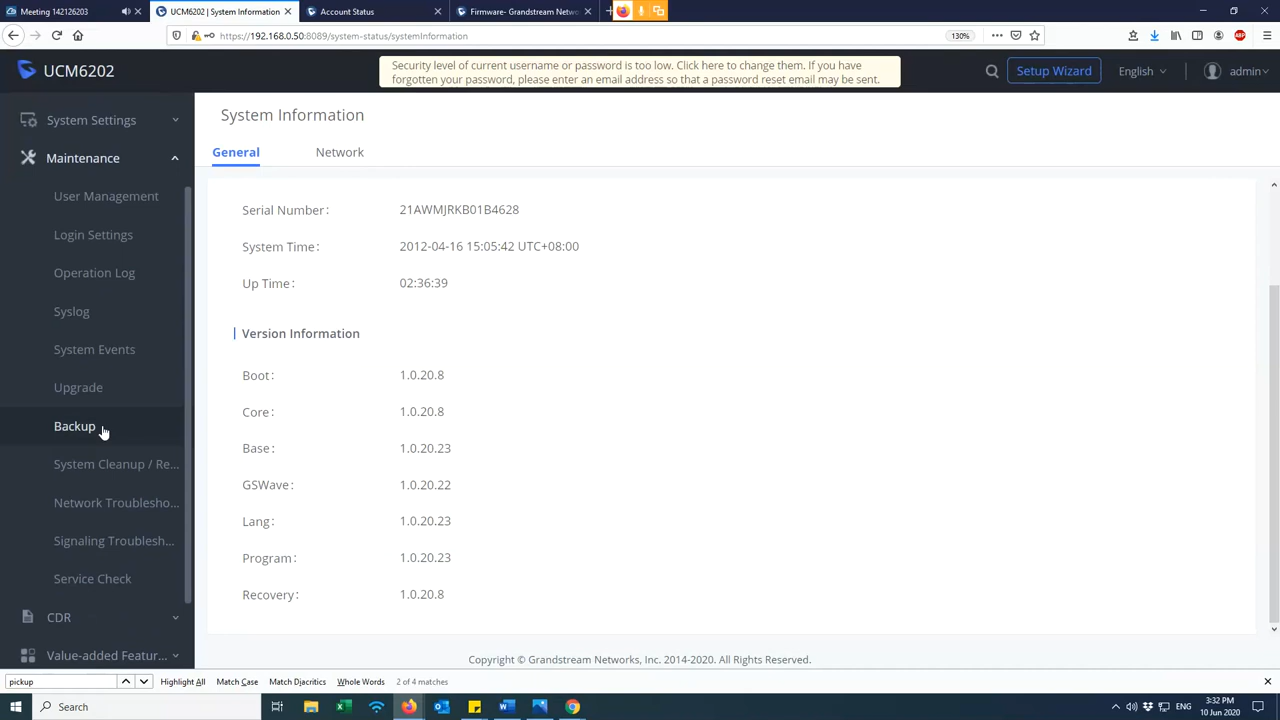 Meeting 142126203
UCM6202 | System Information
Account Status
Firmware- Grandstream Netwo
https://192.168.0.50:8089/system-status/systemInformation
130%
UCM6202
Security level of current username or password is too low. Click here to change them. If you have
forgotten your password, please enter an email address so that a password reset email may be sent.
Setup Wizard
English
admin
System Settings
Maintenance
User Management
Login Settings
Operation Log
Syslog
System Events
Upgrade
Backup
System Cleanup / Re...
Network Troublesho...
Signaling Troublesh...
Service Check
CDR
Value-added Featur...
System Information
General
Network
Serial Number:
21AWMJRKB01B4628
System Time:
2012-04-16 15:05:42 UTC+08:00
Up Time:
02:36:39
Version Information
Boot:
1.0.20.8
Core:
1.0.20.8
Base:
1.0.20.23
GSWave:
1.0.20.22
Lang:
1.0.20.23
Program:
1.0.20.23
Recovery:
1.0.20.8
Copyright © Grandstream Networks, Inc. 2014-2020. All Rights Reserved.
pickup
Highlight All
Match Case
Match Diacritics
Whole Words
2 of 4 matches
Search
ENG
3:32 PM
10 Jun 2020